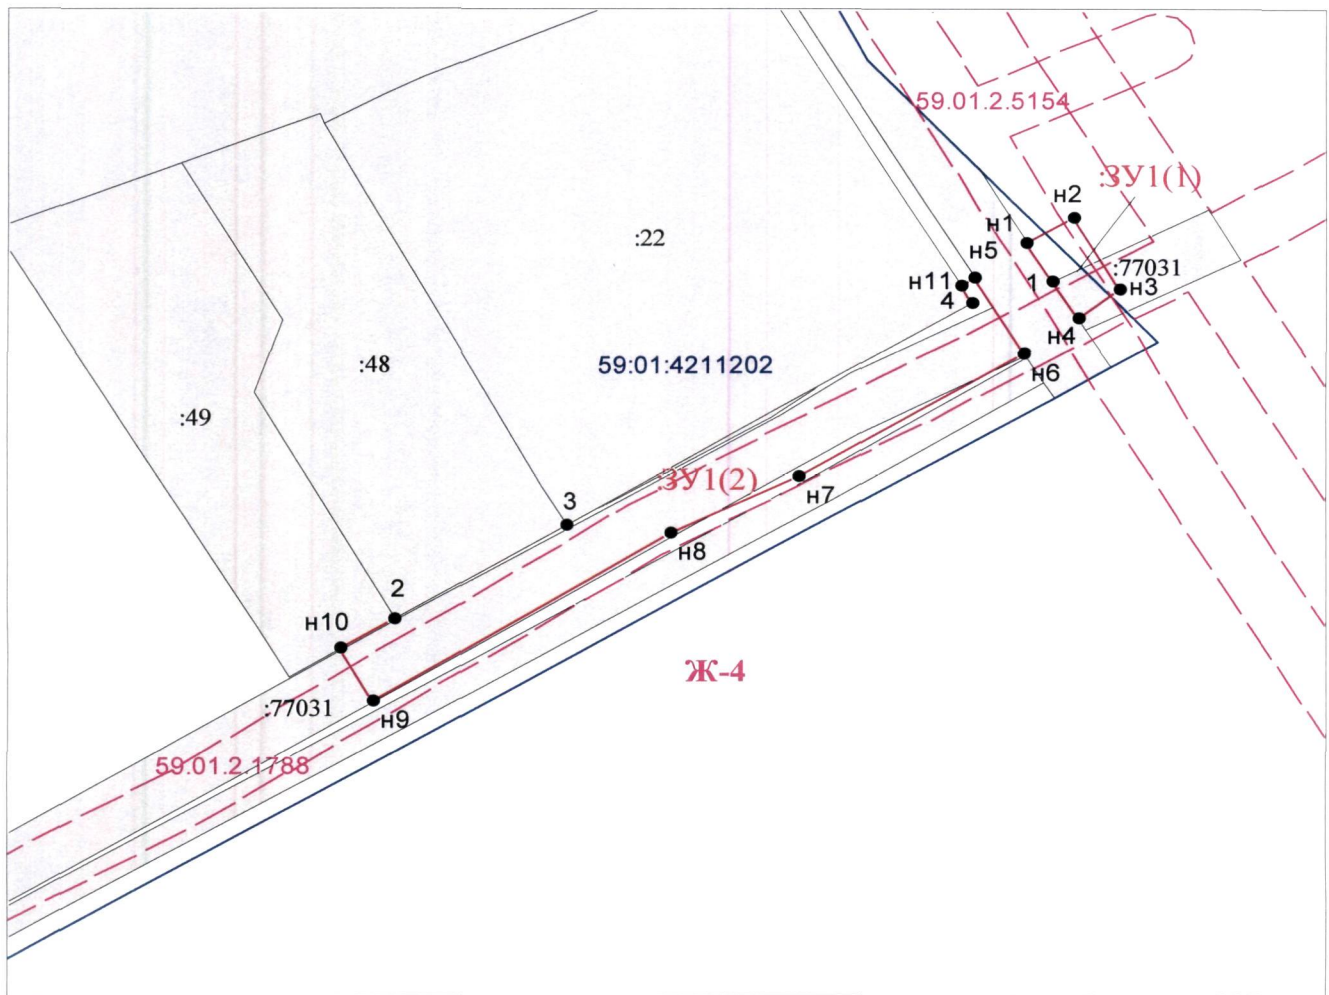 59.01.2.5154
:ЗУ1(1)
н2
н1
:22
н5
:77031
н11
1
н3
4
н4
:48
59:01:4211202
н6
:49
:ЗУ1(2)
н7
3
н8
2
н10
Ж-4
:77031
н9
59.01.2.1788